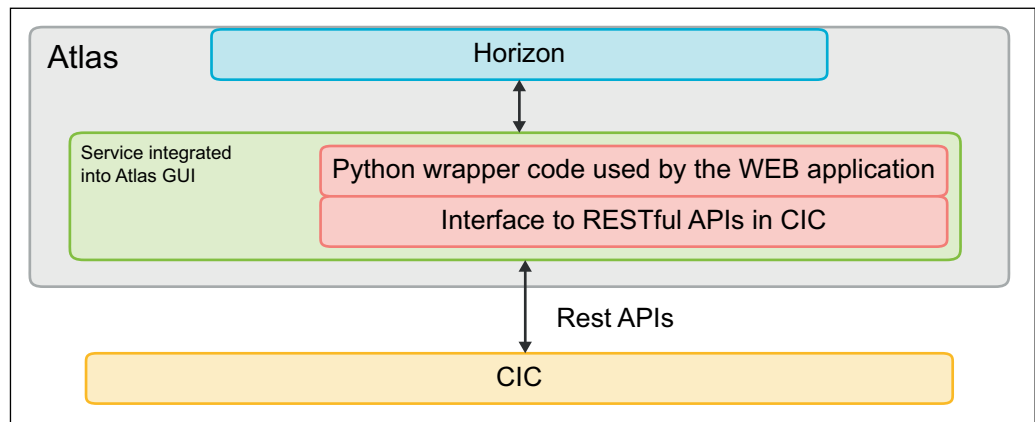 Atlas
Horizon
Service integrated
into Atlas GUI
Python wrapper code used by the WEB application
Interface to RESTful APIs in CIC
Rest APIs
CIC